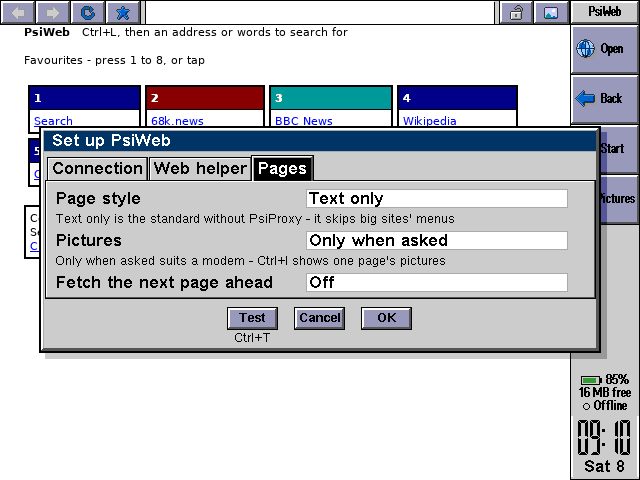 PsiWeb
PsiWeb Ctrl+L, then an address or words to search for
Open
Favourites - press 1 to 8, or tap
Back
1 2 3 4
Search 68k.news BBC News Wikipedia
Set up PsiWeb
Start
Connection Web helper Pages
Page style Text only
Text only is the standard without PsiProxy - it skips big sites' menus
Pictures Only when asked
Only when asked suits a modem - Ctrl+I shows one page's pictures
Fetch the next page ahead Off
Test Cancel OK
Ctrl+T
85%
16 MB free
Offline
09:10
Sat 8